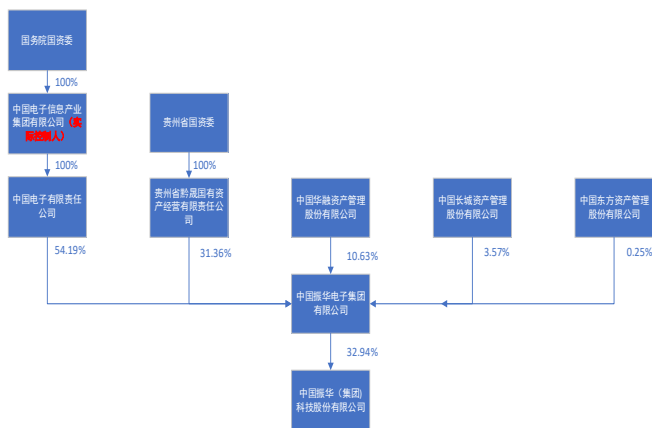 国务院国资委
100%
中国电子信息产业
集团有限公司（实
际控制人）
贵州省国资委
100%
100%
中国电子有限责任
公司
贵州省黔晟国有资
产经营有限责任公
司
中国华融资产管理
股份有限公司
中国长城资产管理
股份有限公司
中国东方资产管理
股份有限公司
54.19%
31.36%
10.63%
3.57%
0.25%
中国振华电子集团
有限公司
32.94%
中国振华（集团)
科技股份有限公司